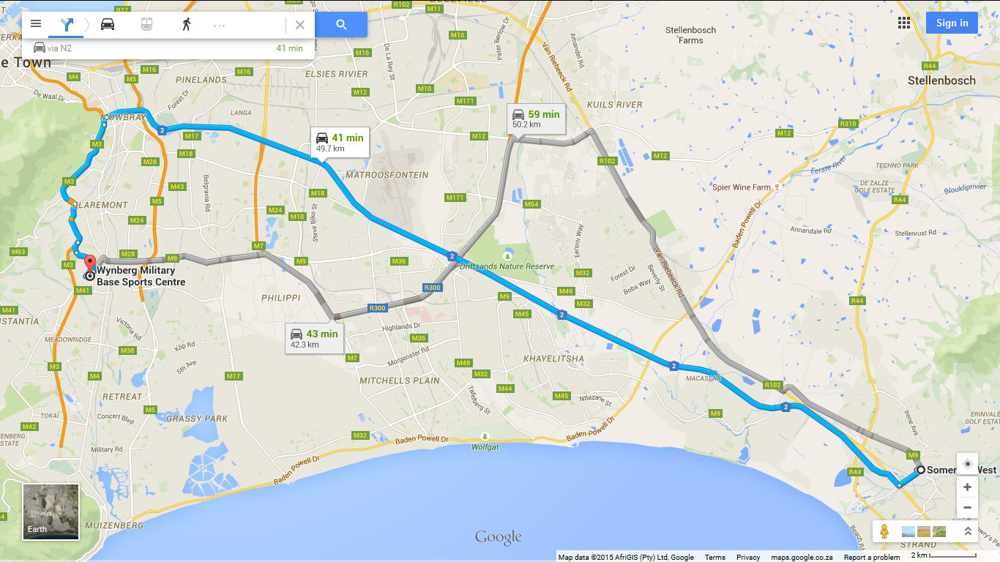 R27
M16
R102
M11
BELLVILLE
M10
Peter Barlow Dr
Amandel Rd
Stellenbosch
Farms
Sign in
via N2
41 min
e Town
M4
M5
M16
PINELANDS
M16
M16
De La Rey St
Van Riebeeck Rd
R44
Stellenbosch
De Waal Dr
Forest Dr
ELSIES RIVIER
M12
M10
M171
KUILS RIVER
MOWBRAY
LANGA
59 min
50.2 km
R310
2
M17
41 min
49.7 km
M12
M12
M3
M28
M18
R102
M12
Eerste River
TECHNO PARK
M3
M43
Belgravia Rd
MATROOSFONTEIN
DE ZALZE
GOLF ESTATE
Spier Wine Farm
Blouklipprivier
M5
M18
M171
M54
R44
CLAREMONT
M24
M24
M10
Steve Biko St
Eersriv Way
Baden Powell Dr
Annandale Rd
Stellenrust Rd
M63
M28
M7
M9
M9
M36
2
Driftsands Nature Reserve
Van Riebeeck Rd
M3
Wynberg Military
Base Sports Centre
M32
Forest Dr
Bobs Way
Beverly St
M41
R300
M9
M49
M32
M41
PHILIPPI
R300
M45
2
R44
Victoria Rd
MEADOWRIDGE
43 min
42.3 km
Highlands Dr
M36
M38
Klip Rd
5th Ave
M7
Morgenster Rd
KHAYELITSHA
M3
M4
M17
M49
M32
2
MACASSAR
MITCHELLS PLAIN
M44
R102
RETREAT
M5
Tafelberg St
M45
Ntlazane St
2
TOKAI
Concert Blvd
GRASSY PARK
M9
Irene Ave
ERINVALE
GOLF ESTATE
M42
M32
Baden Powell Dr
Baden Powell Dr
Military Rd
Wolfgat
M9
Baden Powell Dr
R44
Somer
West
Earth
MUIZENBERG
Google
STRAND
Map data ©2015 AfriGIS (Pty) Ltd, Google
Terms
Privacy
maps.google.co.za
Report a problem
2 km